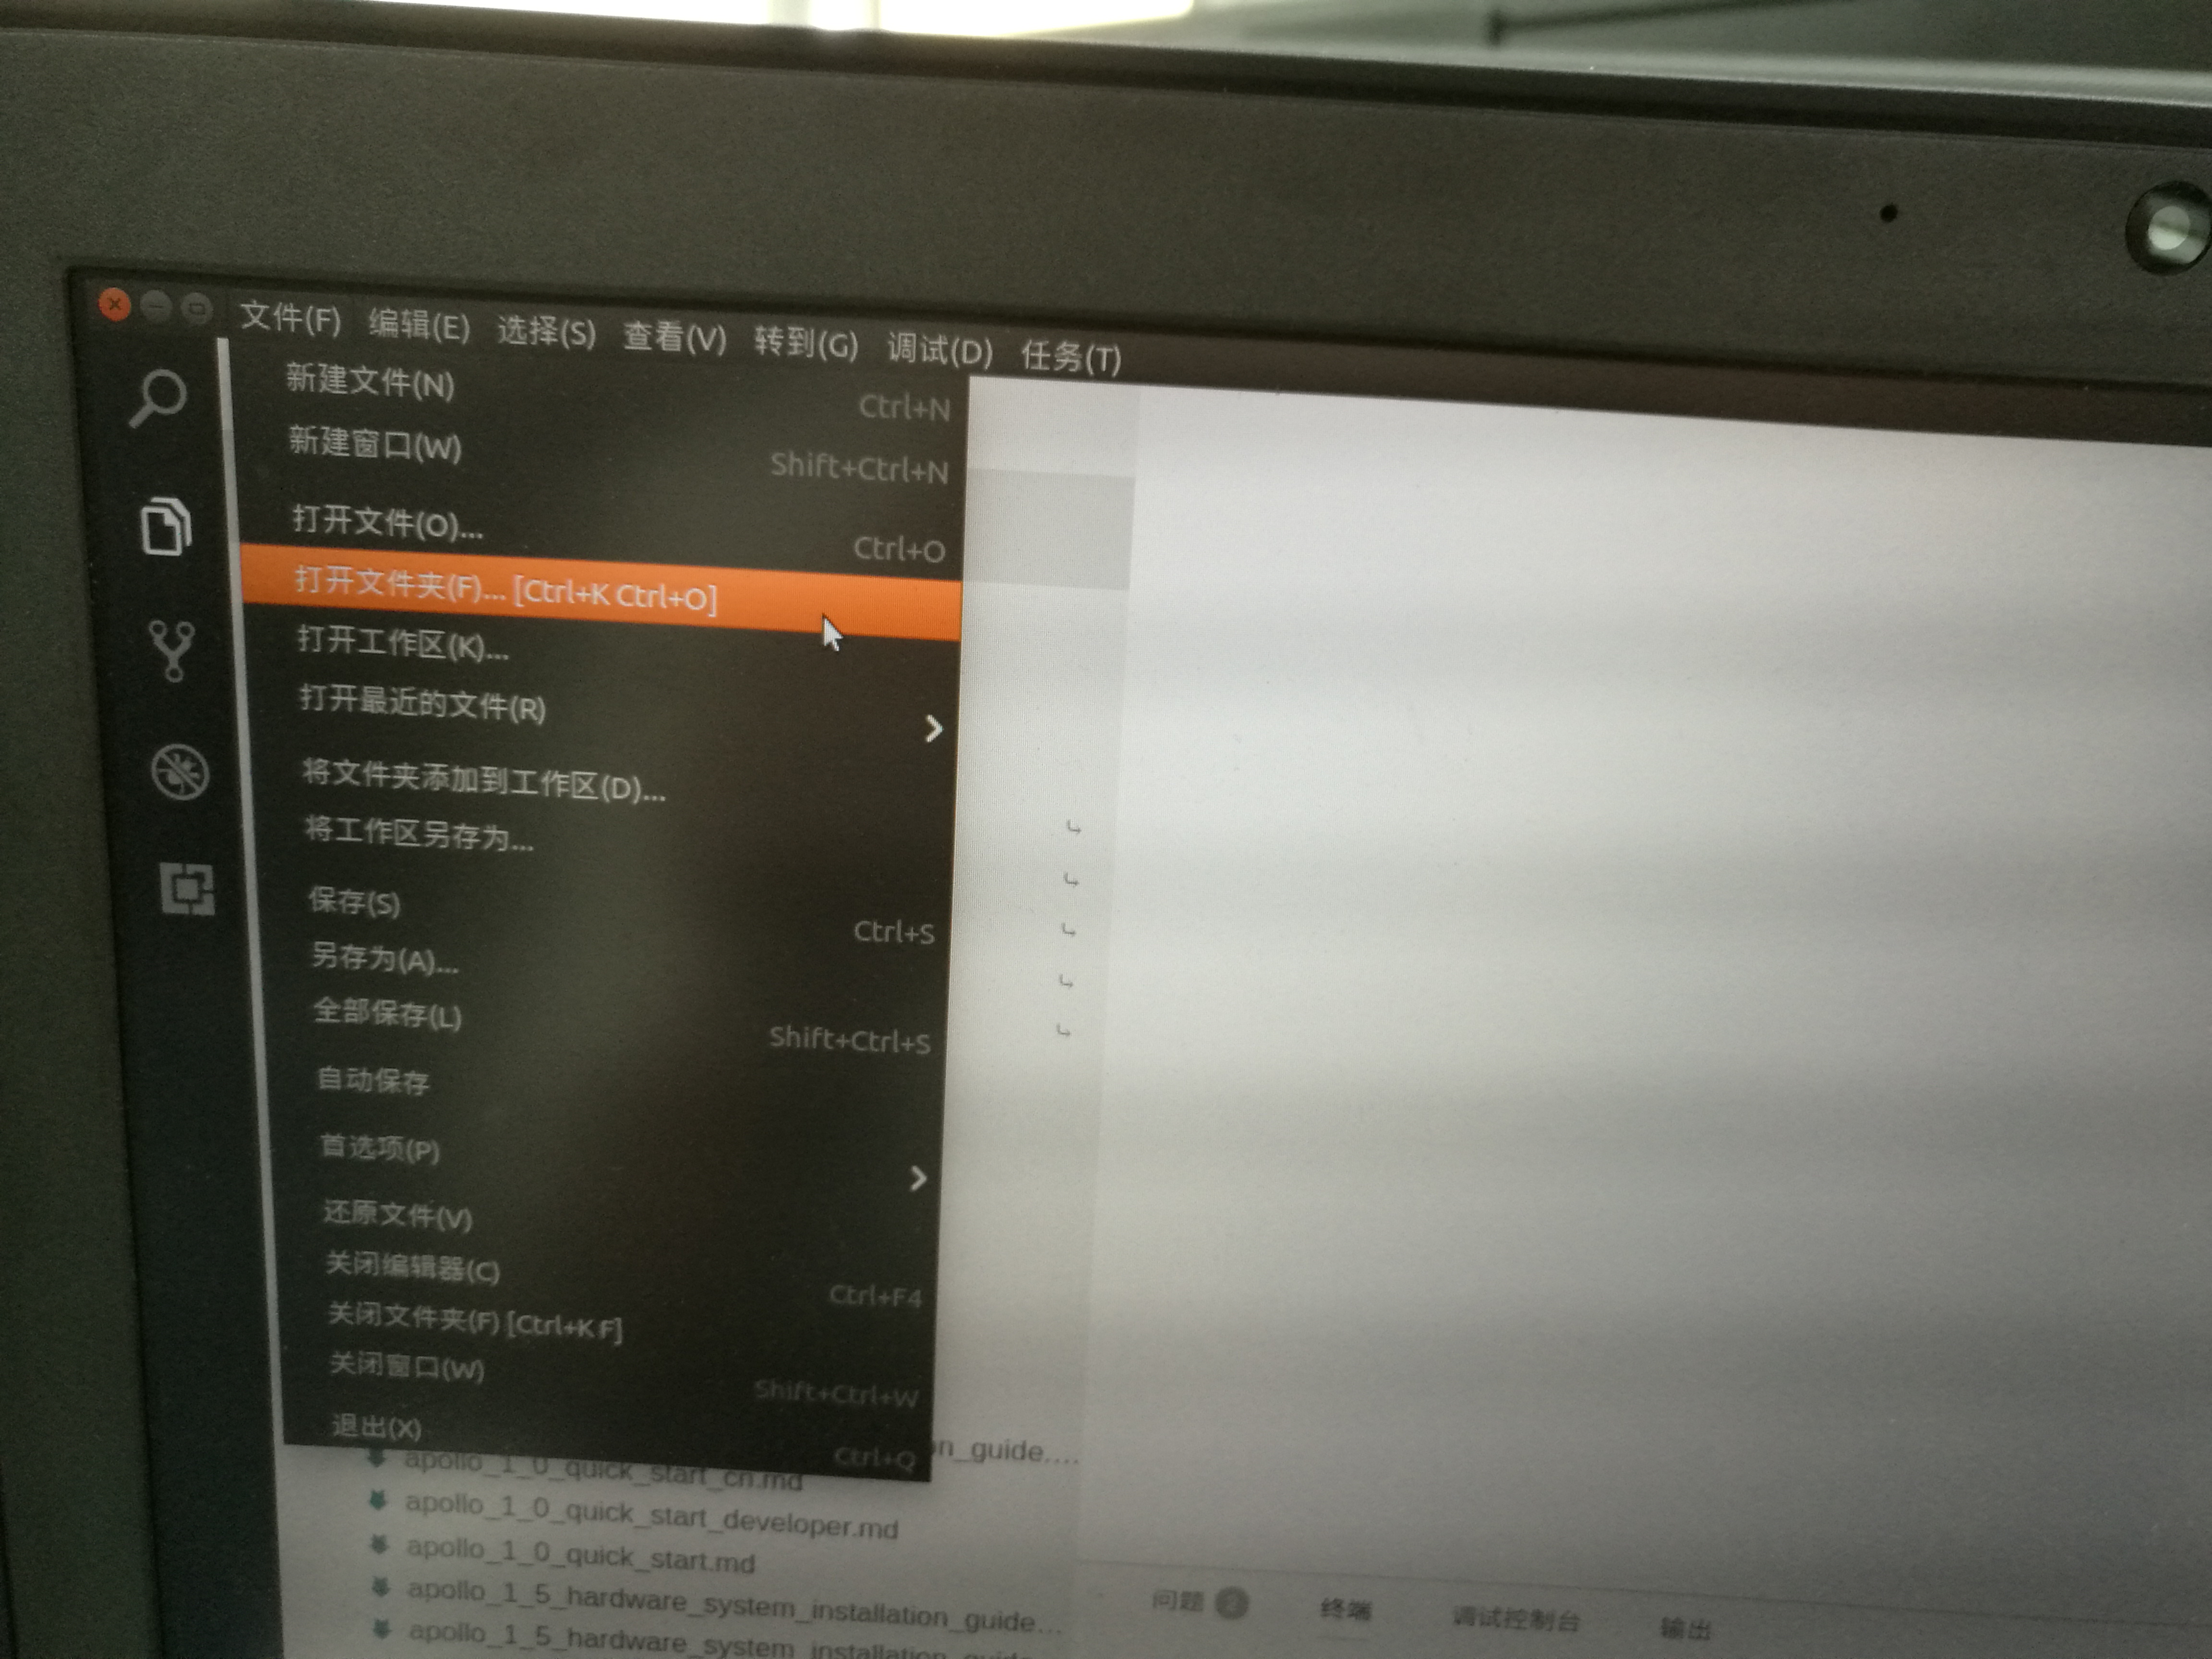 文件(F) 编辑(E) 选择(S) 查看(V) 转到(G) 调试(D) 任务(T)
新建文件(N) Ctrl+N
新建窗口(W) Shift+Ctrl+N
打开文件(O)... Ctrl+O
打开文件夹(F)... [Ctrl+K Ctrl+O]
打开工作区(K)...
打开最近的文件(R)
将文件夹添加到工作区(D)...
将工作区另存为...
保存(S) Ctrl+S
另存为(A)...
全部保存(L) Shift+Ctrl+S
自动保存
首选项(P)
还原文件(V)
关闭编辑器(C) Ctrl+F4
关闭文件夹(F) [Ctrl+K F]
关闭窗口(W) Shift+Ctrl+W
退出(X) Ctrl+Q
n_guide....
apollo_1_0_quick_start_cn.md
apollo_1_0_quick_start_developer.md
apollo_1_0_quick_start.md
apollo_1_5_hardware_system_installation_guide...
apollo_1_5_hardware_system_installation
问题 终端 调试控制台 输出